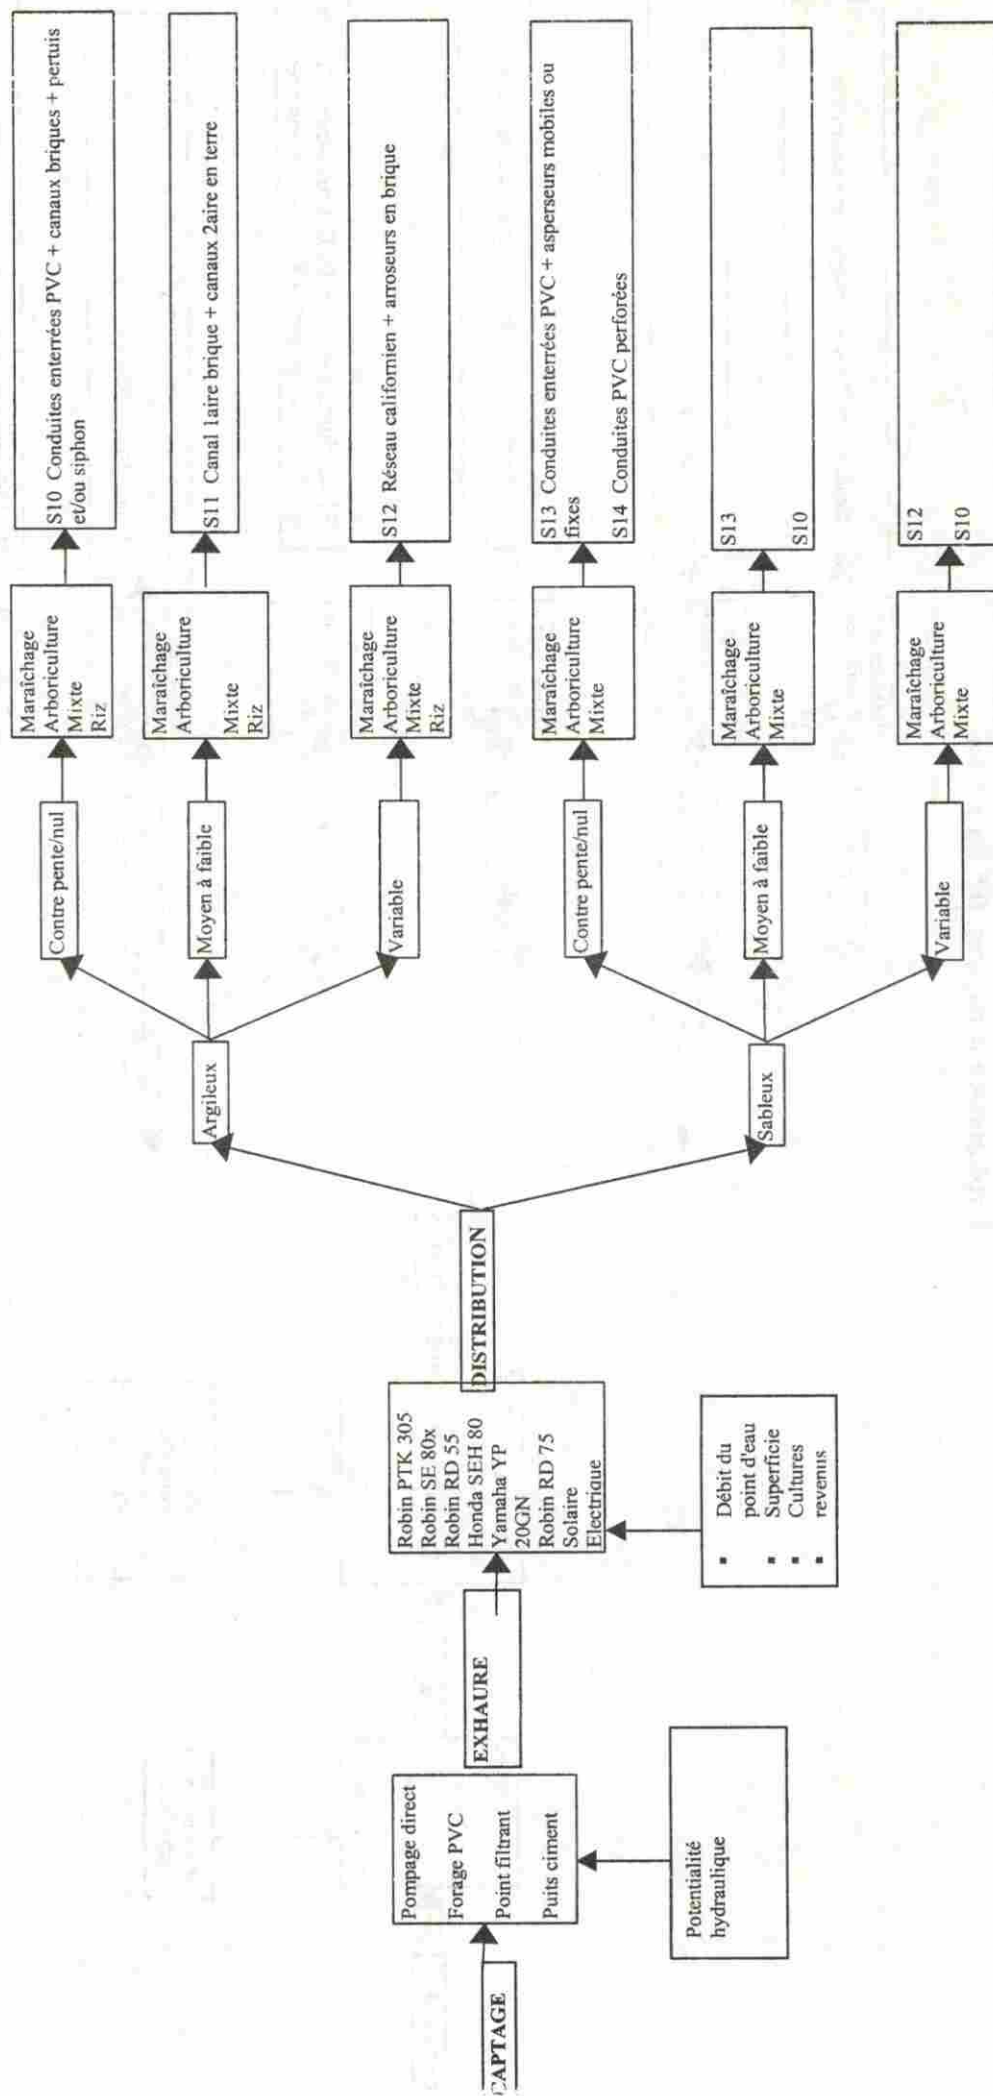 CAPTAGE
Pompage direct
Forage PVC
Point filtrant
Puits ciment
Potentialité
hydraulique
EXHAURE
Robin PTK 305
Robin SE 80x
Robin RD 55
Honda SEH 80
Yamaha YP
20GN
Robin RD 75
Solaire
Electrique
▪ Débit du
point d'eau
▪ Superficie
▪ Cultures
▪ revenus
DISTRIBUTION
Argileux
Contre pente/nul
Maraîchage
Arboriculture
Mixte
Riz
S10 Conduites enterrées PVC + canaux briques + pertuis
et/ou siphon
Moyen à faible
Maraîchage
Arboriculture
Mixte
Riz
S11 Canal 1aire brique + canaux 2aire en terre
Variable
Maraîchage
Arboriculture
Mixte
Riz
S12 Réseau californien + arroseurs en brique
Sableux
Contre pente/nul
Maraîchage
Arboriculture
Mixte
S13 Conduites enterrées PVC + asperseurs mobiles ou
fixes
S14 Conduites PVC perforées
Moyen à faible
Maraîchage
Arboriculture
Mixte
S13
S10
Variable
Maraîchage
Arboriculture
Mixte
S12
S10